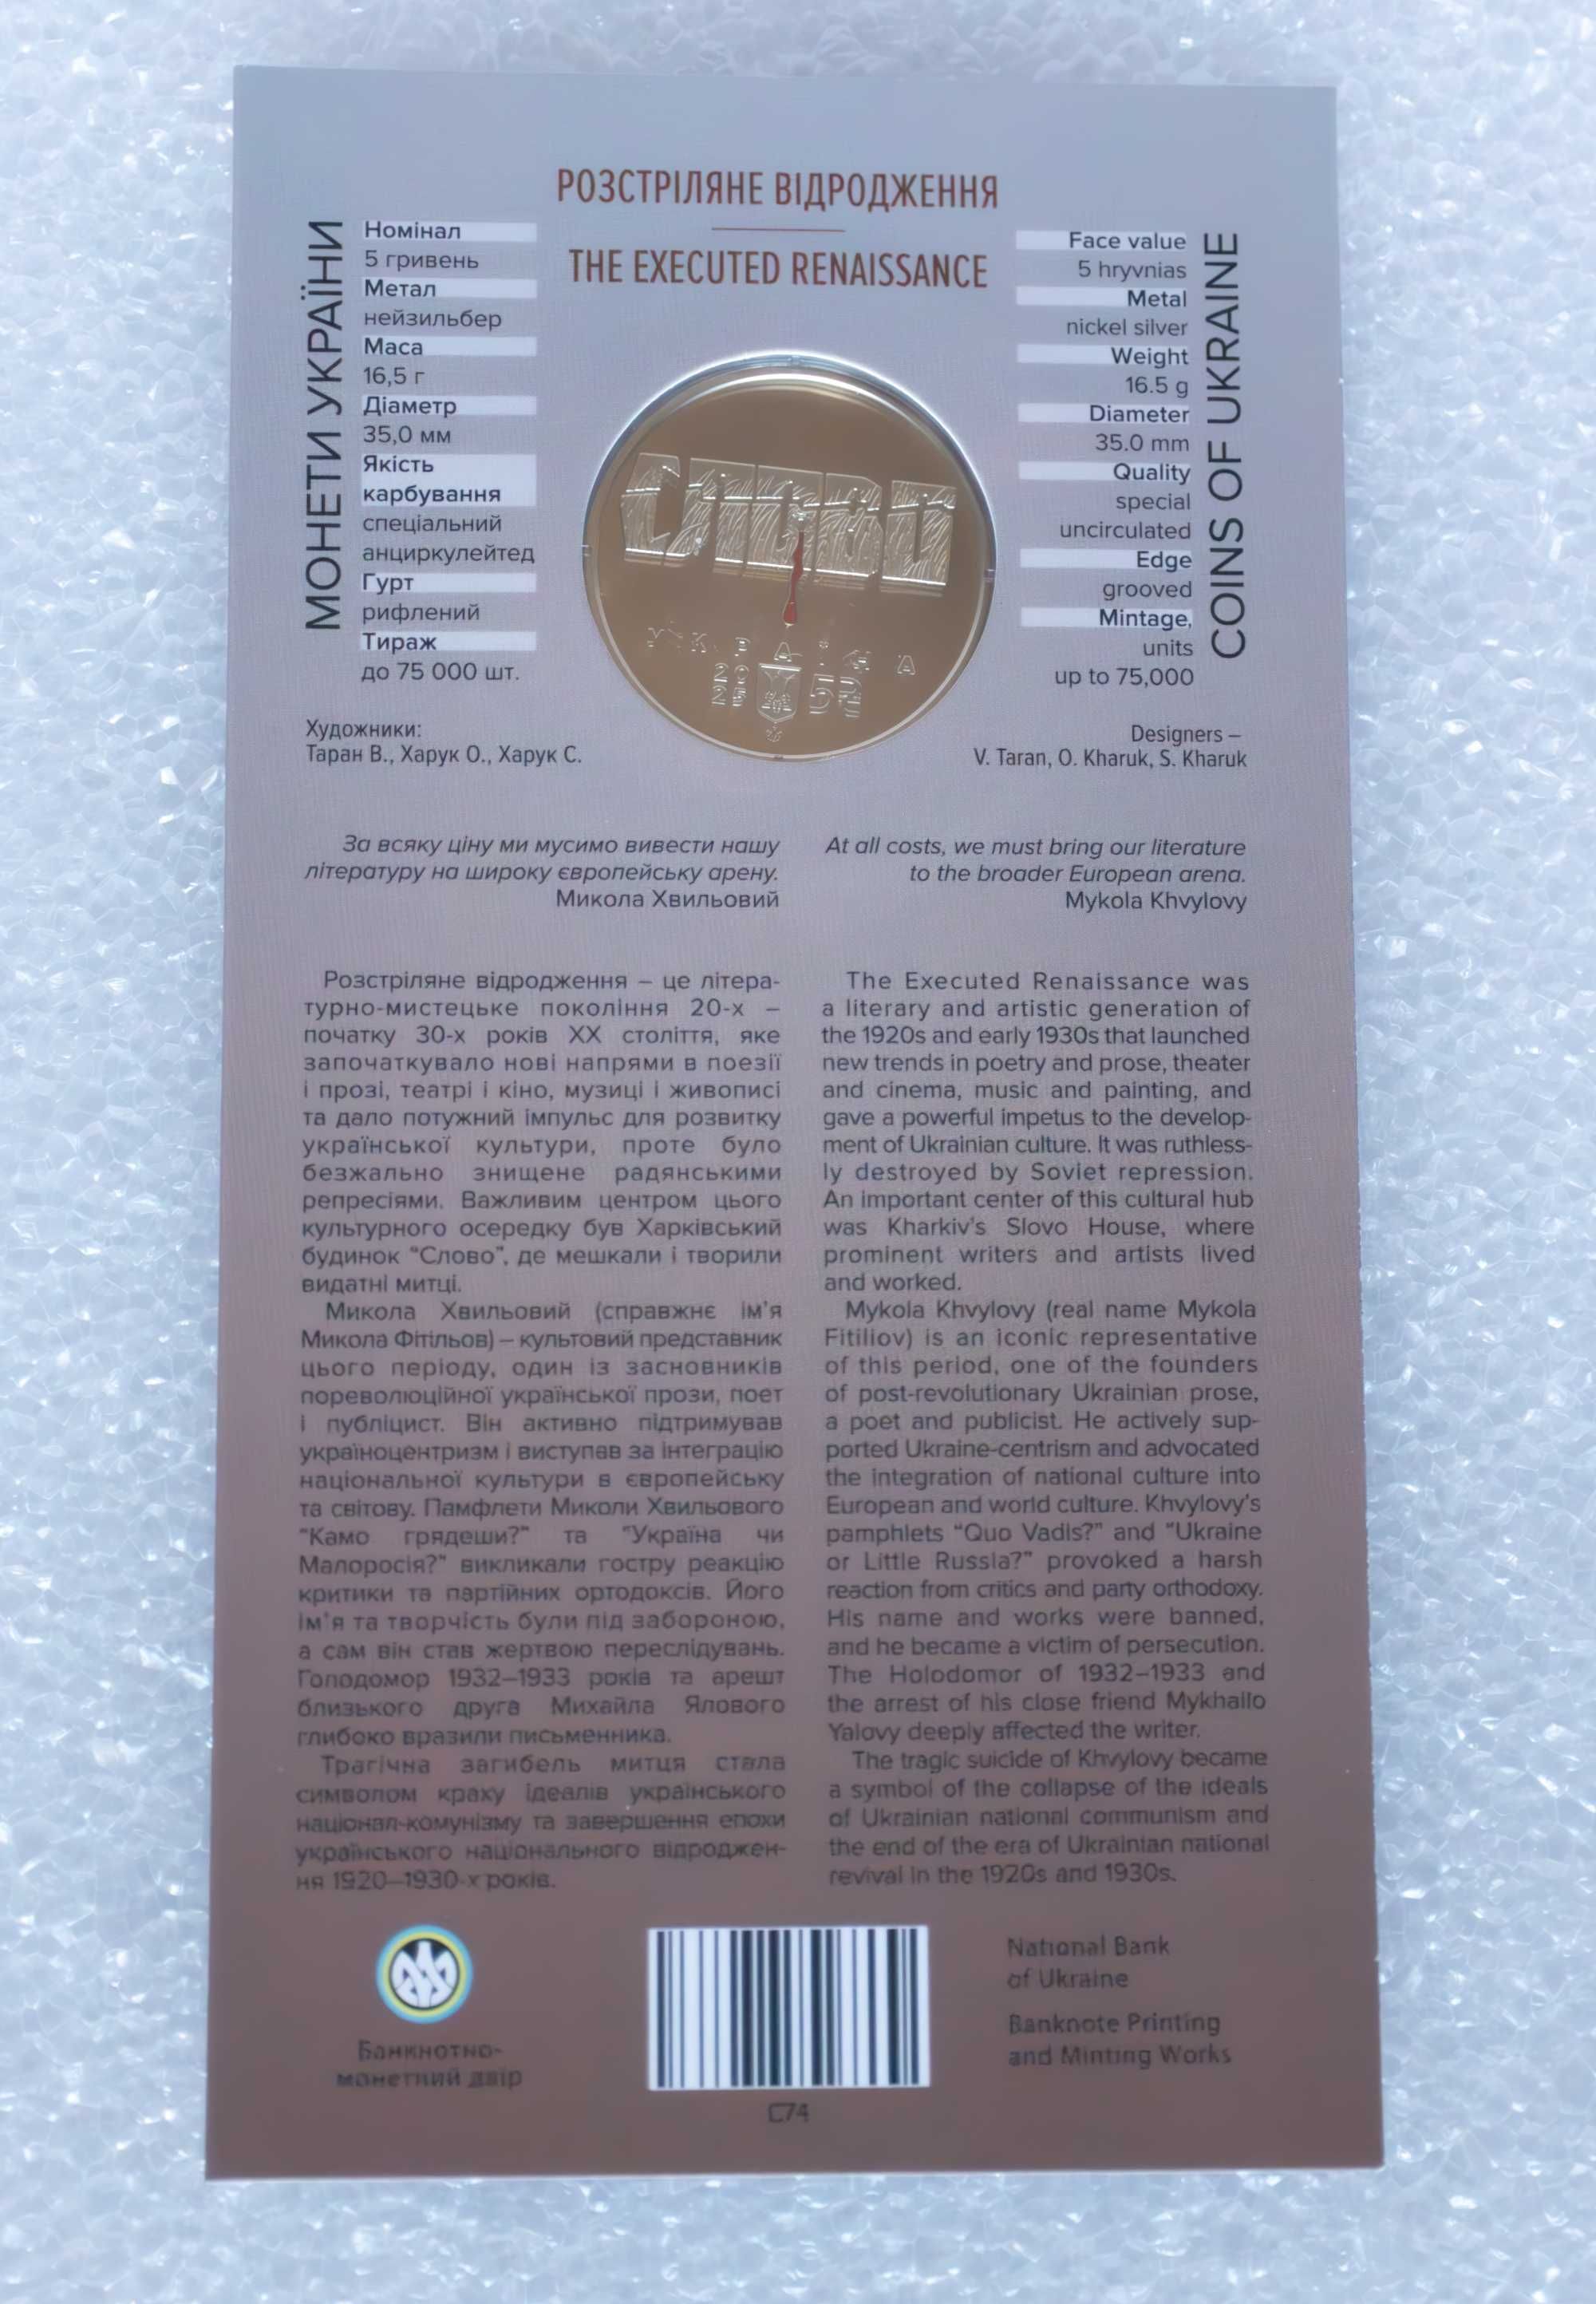 РОЗСТРІЛЯНЕ ВІДРОДЖЕННЯ
THE EXECUTED RENAISSANCE
МОНЕТИ УКРАЇНИ
Номінал
5 гривень
Метал
нейзильбер
Маса
16,5 г
Діаметр
35,0 мм
Якість
карбування
спеціальний
анциркулейтед
Гурт
рифлений
Тираж
до 75 000 шт.
Художники:
Таран В., Харук О., Харук С.
COINS OF UKRAINE
Face value
5 hryvnias
Metal
nickel silver
Weight
16.5 g
Diameter
35.0 mm
Quality
special
uncirculated
Edge
grooved
Mintage,
units
up to 75,000
Designers –
V. Taran, O. Kharuk, S. Kharuk
СЛОВО
УКРАЇНА
20
25
5
За всяку ціну ми мусимо вивести нашу
літературу на широку європейську арену.
Микола Хвильовий
At all costs, we must bring our literature
to the broader European arena.
Mykola Khvylovy
Розстріляне відродження – це літера-
турно-мистецьке покоління 20-х –
початку 30-х років ХХ століття, яке
започаткувало нові напрями в поезії
і прозі, театрі і кіно, музиці і живописі
та дало потужний імпульс для розвитку
української культури, проте було
безжально знищене радянськими
репресіями. Важливим центром цього
культурного осередку був Харківський
будинок "Слово", де мешкали і творили
видатні митці.
Микола Хвильовий (справжнє ім'я
Микола Фітільов) – культовий представник
цього періоду, один із засновників
пореволюційної української прози, поет
і публіцист. Він активно підтримував
україноцентризм і виступав за інтеграцію
національної культури в європейську
та світову. Памфлети Миколи Хвильового
"Камо грядеши?" та "Україна чи
Малоросія?" викликали гостру реакцію
критики та партійних ортодоксів. Його
ім'я та творчість були під забороною,
а сам він став жертвою переслідувань.
Голодомор 1932–1933 років та арешт
близького друга Михайла Ялового
глибоко вразили письменника.
Трагічна загибель митця стала
символом краху ідеалів українського
націонал-комунізму та завершення епохи
українського національного відроджен-
ня 1920–1930-х років.
The Executed Renaissance was
a literary and artistic generation of
the 1920s and early 1930s that launched
new trends in poetry and prose, theater
and cinema, music and painting, and
gave a powerful impetus to the develop-
ment of Ukrainian culture. It was ruthless-
ly destroyed by Soviet repression.
An important center of this cultural hub
was Kharkiv's Slovo House, where
prominent writers and artists lived
and worked.
Mykola Khvylovy (real name Mykola
Fitiliov) is an iconic representative
of this period, one of the founders
of post-revolutionary Ukrainian prose,
a poet and publicist. He actively sup-
ported Ukraine-centrism and advocated
the integration of national culture into
European and world culture. Khvylovy's
pamphlets "Quo Vadis?" and "Ukraine
or Little Russia?" provoked a harsh
reaction from critics and party orthodoxy.
His name and works were banned,
and he became a victim of persecution.
The Holodomor of 1932–1933 and
the arrest of his close friend Mykhailo
Yalovy deeply affected the writer.
The tragic suicide of Khvylovy became
a symbol of the collapse of the ideals
of Ukrainian national communism and
the end of the era of Ukrainian national
revival in the 1920s and 1930s.
Банкнотно-
монетний двір
C74
National Bank
of Ukraine
Banknote Printing
and Minting Works